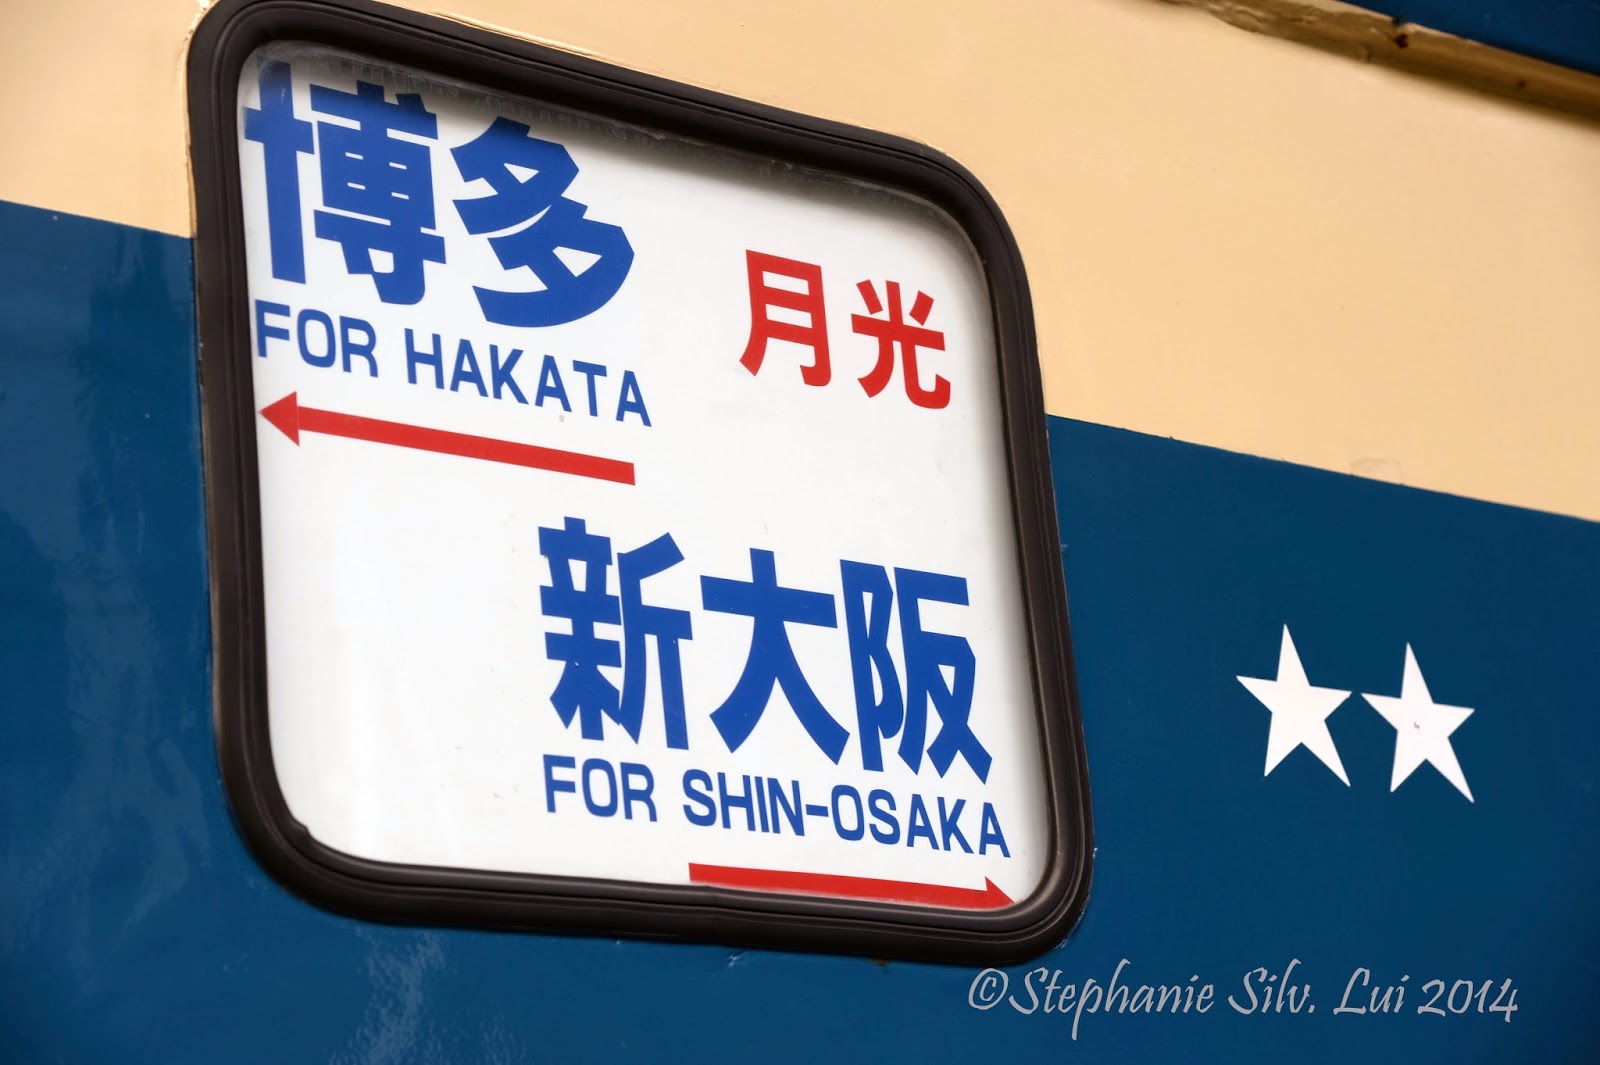 博多
FOR HAKATA
月光
新大阪
FOR SHIN-OSAKA
©Stephanie Silv. Lui 2014